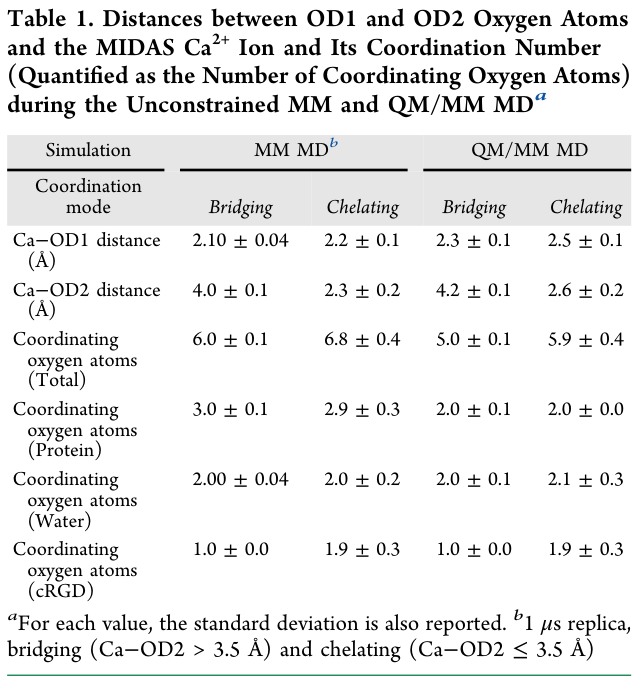 Table 1. Distances between OD1 and OD2 Oxygen Atoms
and the MIDAS Ca²⁺ Ion and Its Coordination Number
(Quantified as the Number of Coordinating Oxygen Atoms)
during the Unconstrained MM and QM/MM MDᵃ
Simulation MM MDᵇ QM/MM MD
Coordination
mode Bridging Chelating Bridging Chelating
Ca−OD1 distance 2.10 ± 0.04 2.2 ± 0.1 2.3 ± 0.1 2.5 ± 0.1
(Å)
Ca−OD2 distance 4.0 ± 0.1 2.3 ± 0.2 4.2 ± 0.1 2.6 ± 0.2
(Å)
Coordinating 6.0 ± 0.1 6.8 ± 0.4 5.0 ± 0.1 5.9 ± 0.4
oxygen atoms
(Total)
Coordinating 3.0 ± 0.1 2.9 ± 0.3 2.0 ± 0.1 2.0 ± 0.0
oxygen atoms
(Protein)
Coordinating 2.00 ± 0.04 2.0 ± 0.2 2.0 ± 0.1 2.1 ± 0.3
oxygen atoms
(Water)
Coordinating 1.0 ± 0.0 1.9 ± 0.3 1.0 ± 0.0 1.9 ± 0.3
oxygen atoms
(cRGD)
ᵃFor each value, the standard deviation is also reported. ᵇ1 μs replica,
bridging (Ca−OD2 > 3.5 Å) and chelating (Ca−OD2 ≤ 3.5 Å)